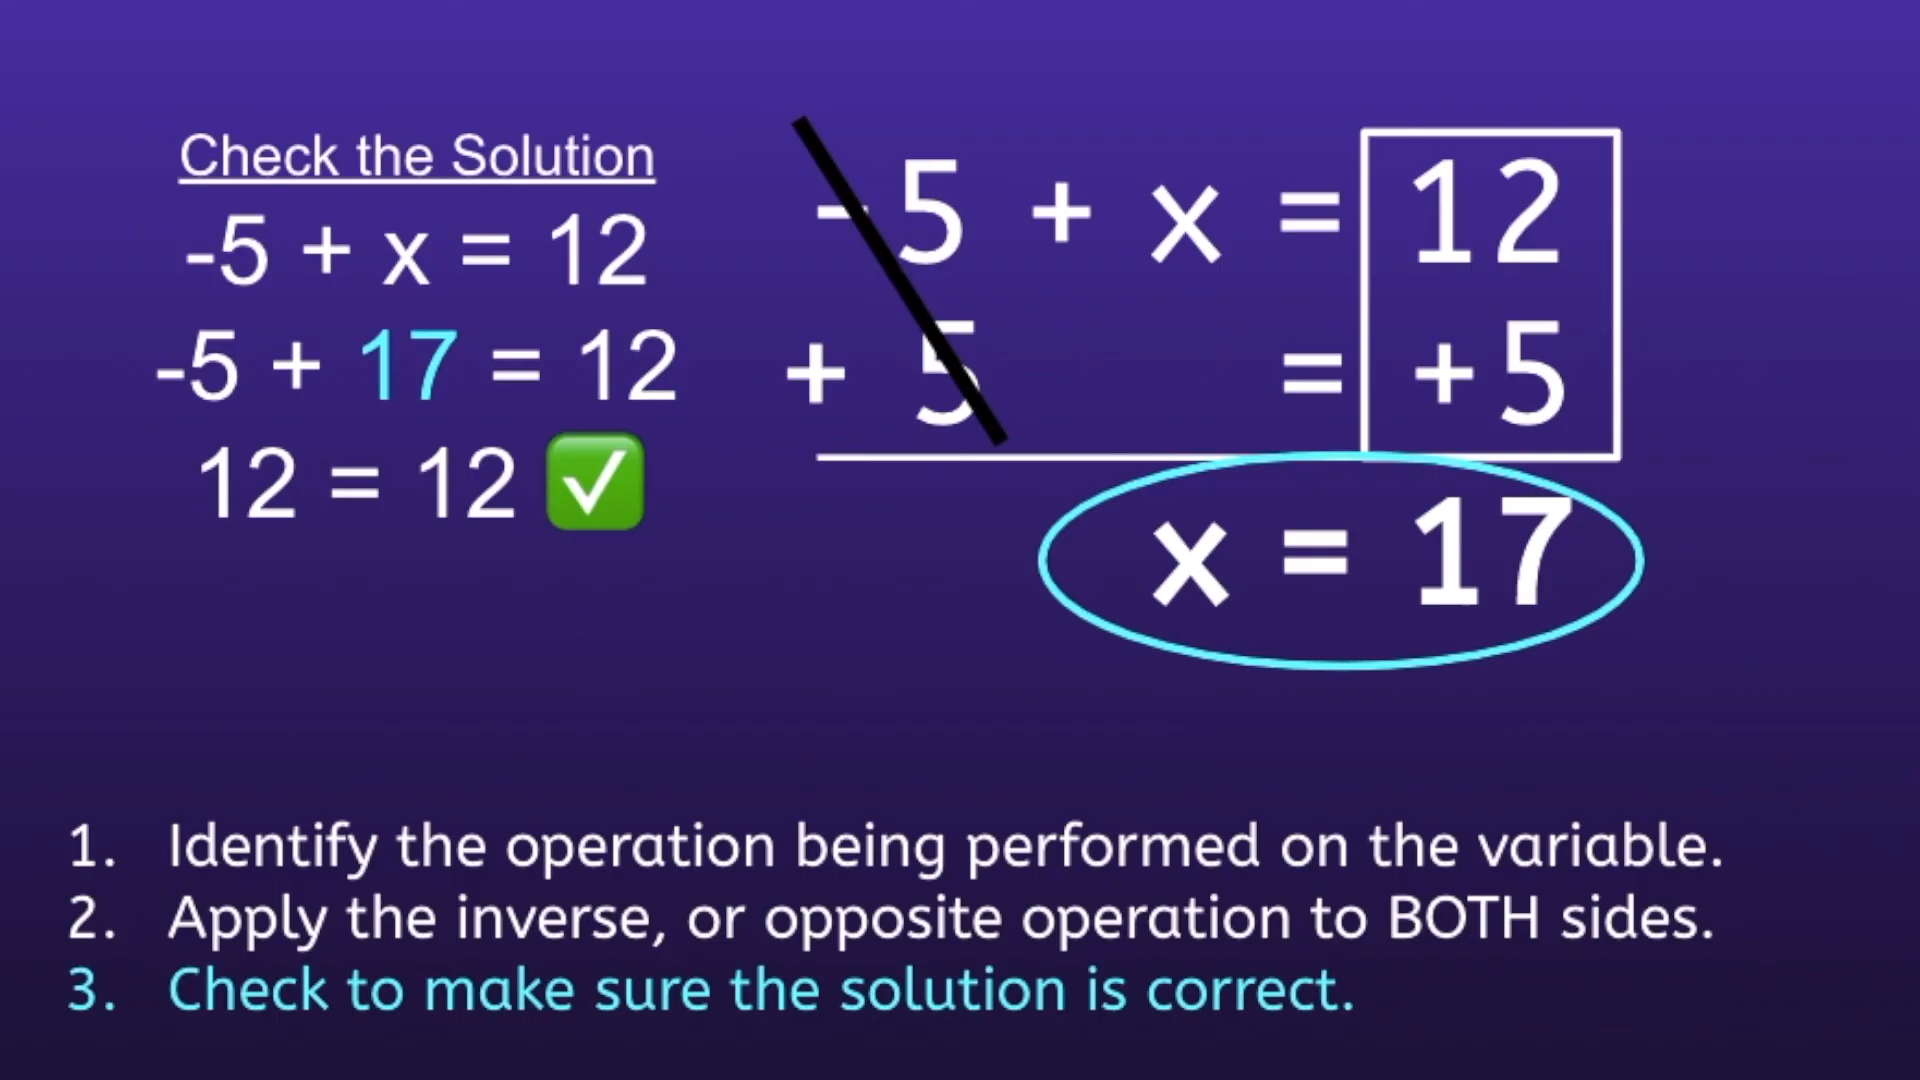 Check the Solution
-5 + x = 12
-5 + 17 = 12
12 = 12 ✅
-5 + x = 12
+ 5 = +5
x = 17
1. Identify the operation being performed on the variable.
2. Apply the inverse, or opposite operation to BOTH sides.
3. Check to make sure the solution is correct.